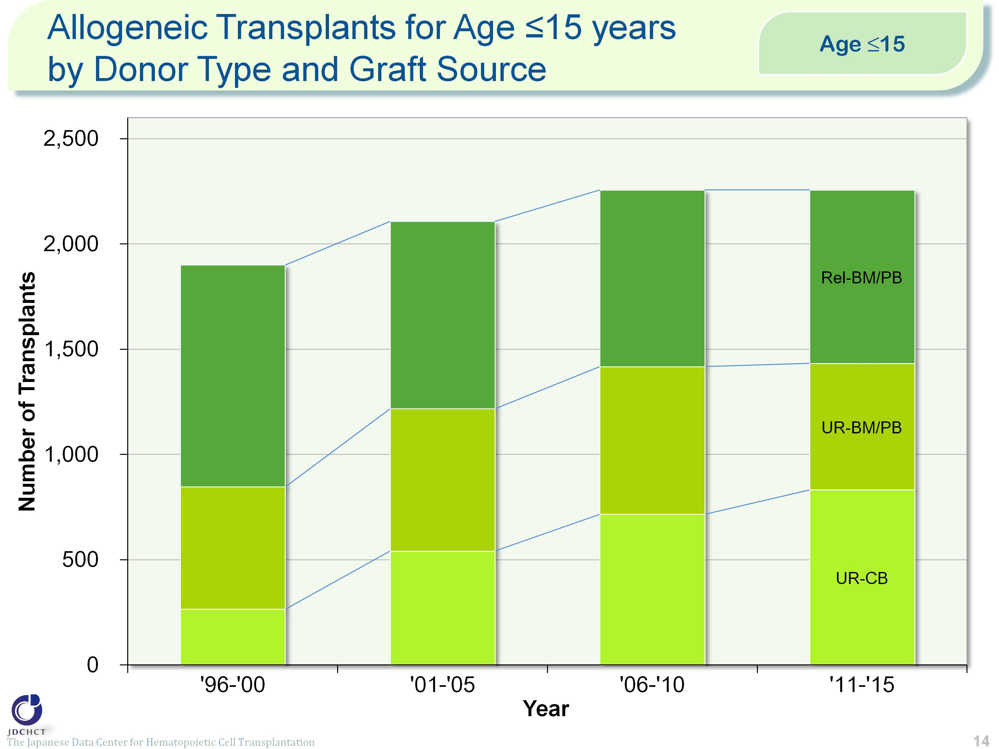 Allogeneic Transplants for Age ≤15 years
by Donor Type and Graft Source
Age ≤15
Number of Transplants
2,500
2,000
1,500
1,000
500
0
Rel-BM/PB
UR-BM/PB
UR-CB
'96-'00
'01-'05
'06-'10
'11-'15
Year
JDCHCT
The Japanese Data Center for Hematopoietic Cell Transplantation
14